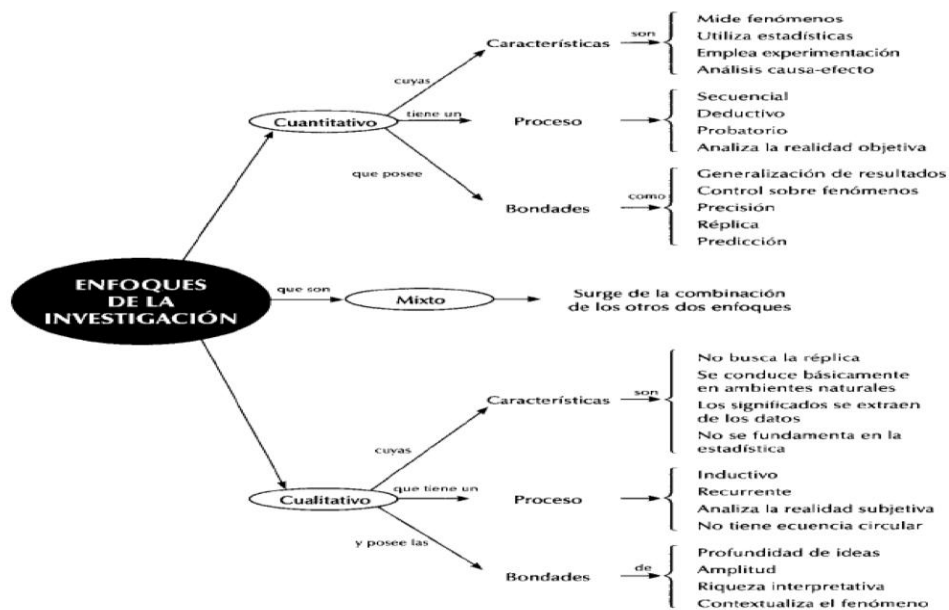 ENFOQUES
DE LA
INVESTIGACIÓN
cuyas
Cuantitativo
tiene un
que posee
Características
son
Mide fenómenos
Utiliza estadísticas
Emplea experimentación
Análisis causa-efecto
Proceso
Secuencial
Deductivo
Probatorio
Analiza la realidad objetiva
Bondades
como
Generalización de resultados
Control sobre fenómenos
Precisión
Réplica
Predicción
que son
Mixto
Surge de la combinación
de los otros dos enfoques
cuyas
Cualitativo
que tiene un
y posee las
Características
son
No busca la réplica
Se conduce básicamente
en ambientes naturales
Los significados se extraen
de los datos
No se fundamenta en la
estadística
Proceso
Inductivo
Recurrente
Analiza la realidad subjetiva
No tiene ecuencia circular
Bondades
de
Profundidad de ideas
Amplitud
Riqueza interpretativa
Contextualiza el fenómeno